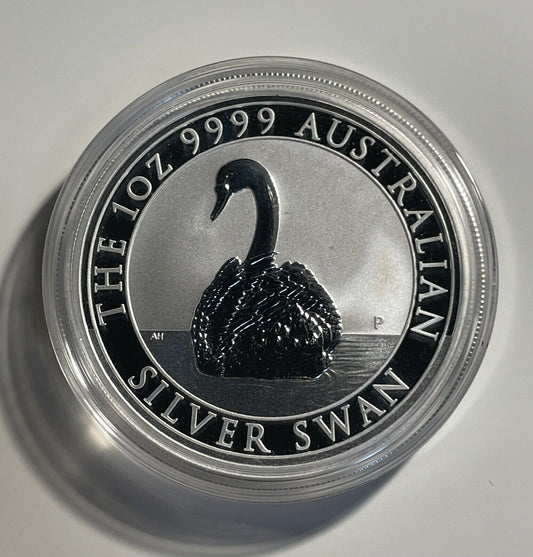 THE 1OZ 9999 AUSTRALIAN
SILVER SWAN
AH
P